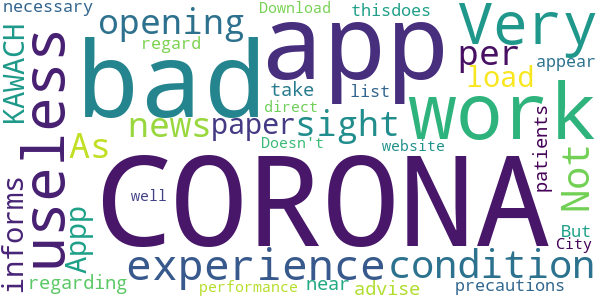 necessary
Download
thisdoes
Very
opening
regard
bad
app
per
appear
KAWACH
useless
take
list
load
direct
work
news
paper
sight
As
Doesn't
website
patients
Not
CORONA
well
informs
Appp
But
City
experience
condition
regarding
near
performance
advise
precautions